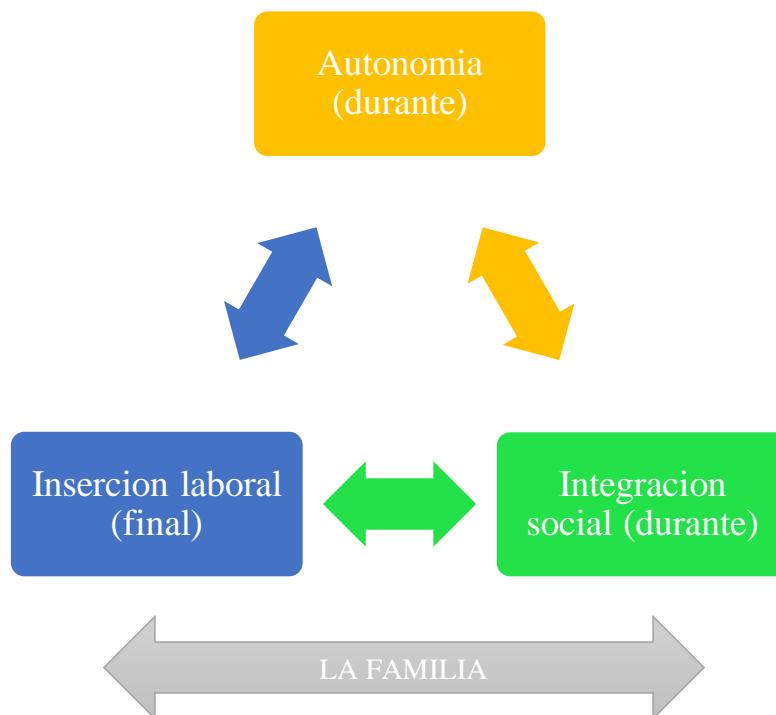 Autonomia
(durante)
Insercion laboral
(final)
Integracion
social (durante)
LA FAMILIA